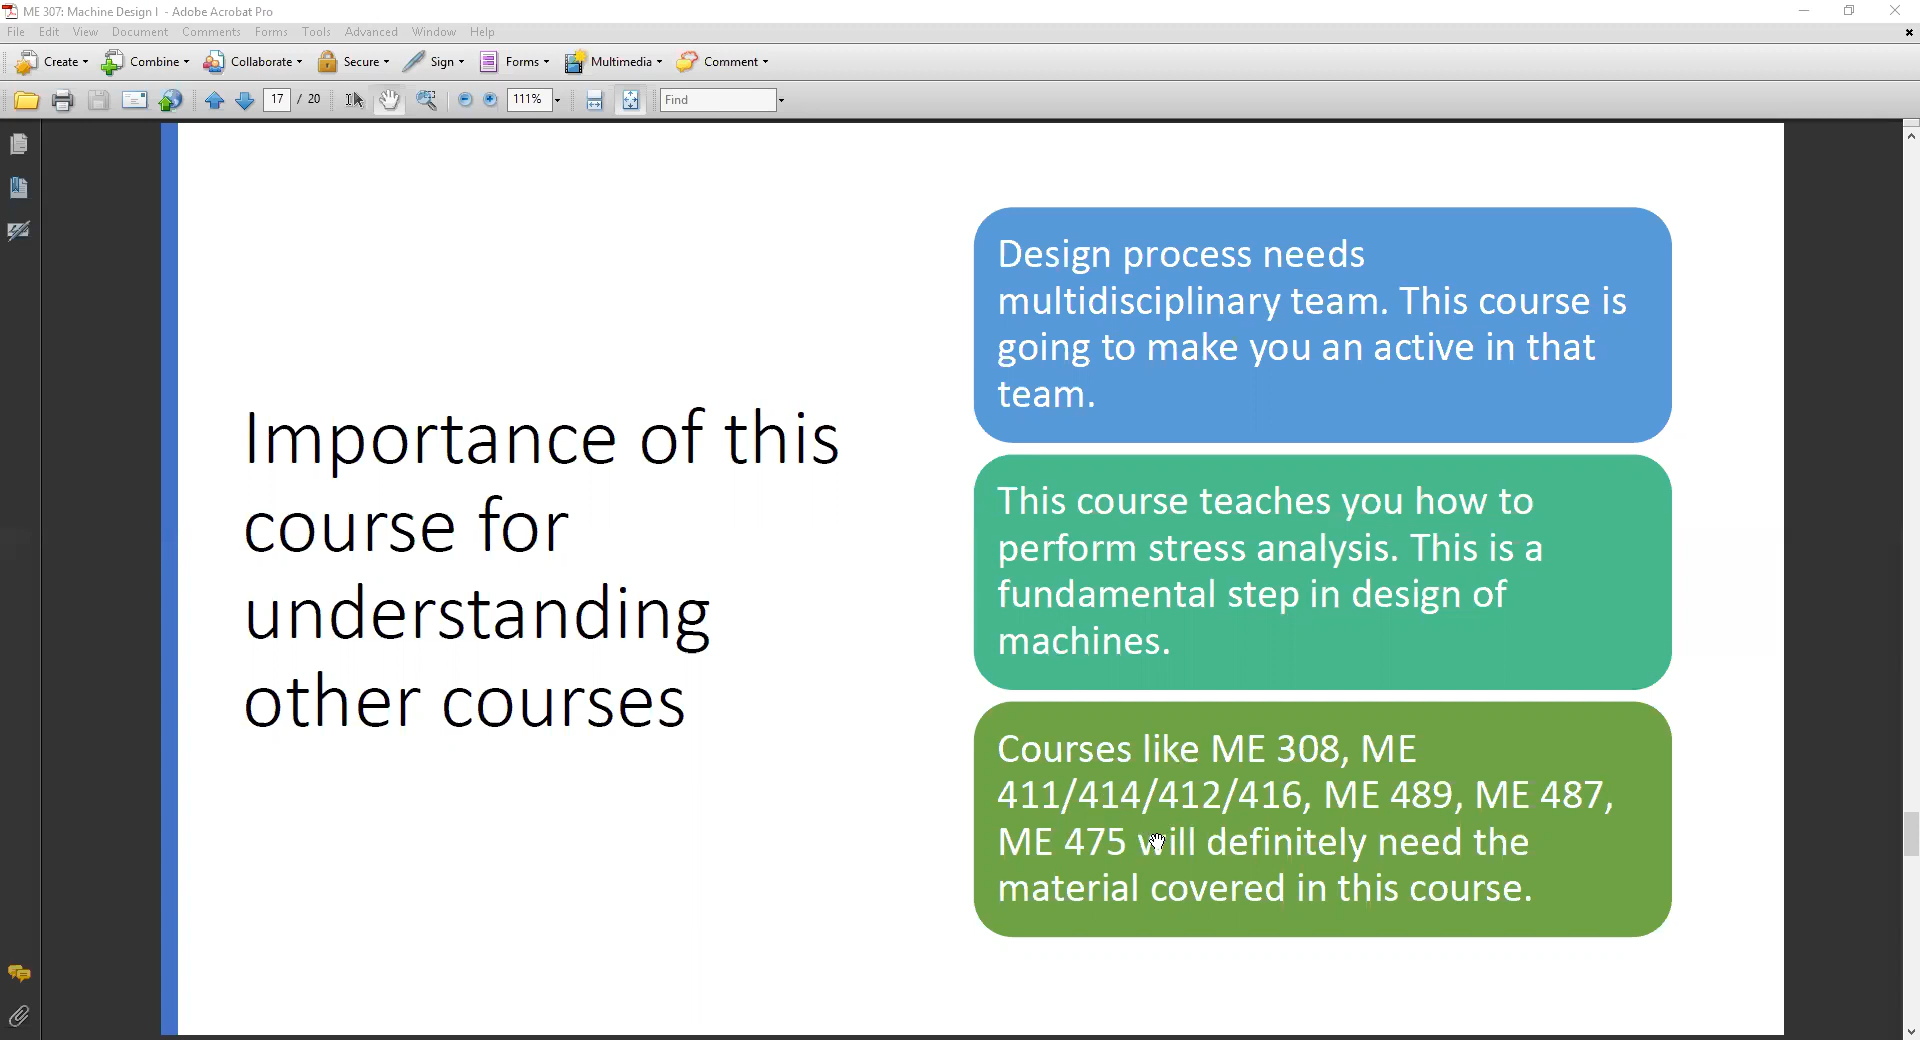 ME 307: Machine Design I - Adobe Acrobat Pro
File Edit View Document Comments Forms Tools Advanced Window Help
Create Combine Collaborate Secure Sign Forms Multimedia Comment
17 / 20 111% Find
Importance of this
course for
understanding
other courses
Design process needs
multidisciplinary team. This course is
going to make you an active in that
team.
This course teaches you how to
perform stress analysis. This is a
fundamental step in design of
machines.
Courses like ME 308, ME
411/414/412/416, ME 489, ME 487,
ME 475 will definitely need the
material covered in this course.